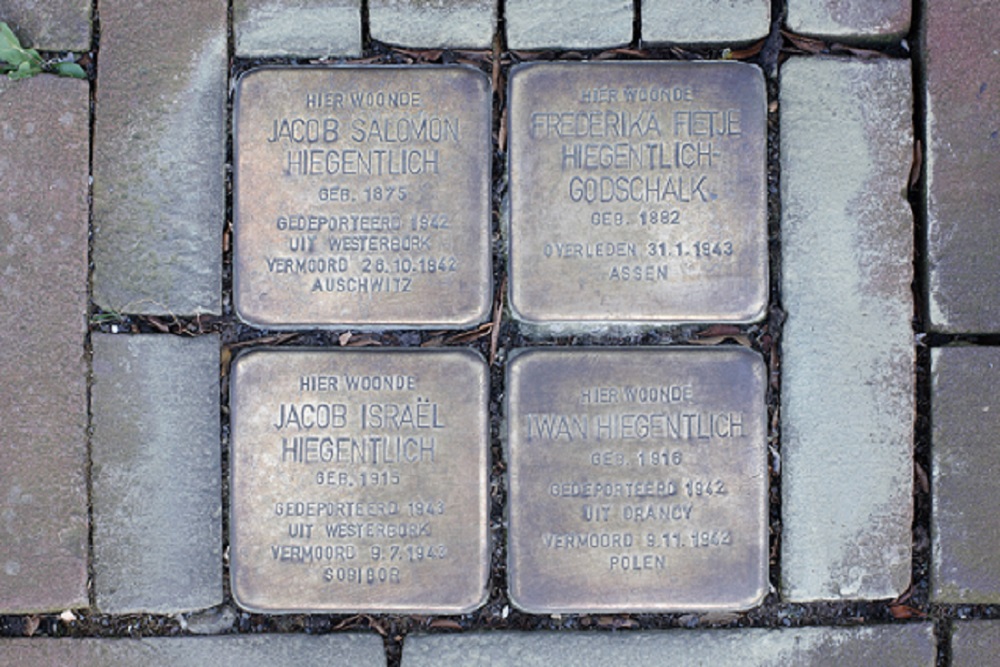 HIER WOONDE
JACOB SALOMON
HIEGENTLICH
GEB. 1875
GEDEPORTEERD 1942
UIT WESTERBORK
VERMOORD 26.10.1942
AUSCHWITZ
HIER WOONDE
FREDERIKA FIETJE
HIEGENTLICH-
GODSCHALK
GEB. 1882
OVERLEDEN 31.1.1943
ASSEN
HIER WOONDE
JACOB ISRAËL
HIEGENTLICH
GEB. 1915
GEDEPORTEERD 1943
UIT WESTERBORK
VERMOORD 9.7.1943
SOBIBOR
HIER WOONDE
IWAN HIEGENTLICH
GEB. 1916
GEDEPORTEERD 1942
UIT DRANCY
VERMOORD 9.11.1942
POLEN